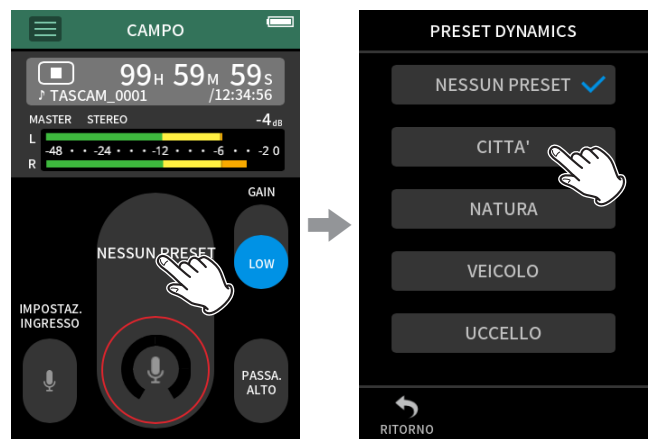 CAMPO
99H 59M 59s
♪ TASCAM_0001 /12:34:56
MASTER STEREO -4dB
L
-48 · · -24 · · · -12 · · · -6 · · -2 0
R
GAIN
NESSUN PRESET
LOW
IMPOSTAZ.
INGRESSO
PASSA.
ALTO
PRESET DYNAMICS
NESSUN PRESET
CITTA'
NATURA
VEICOLO
UCCELLO
RITORNO